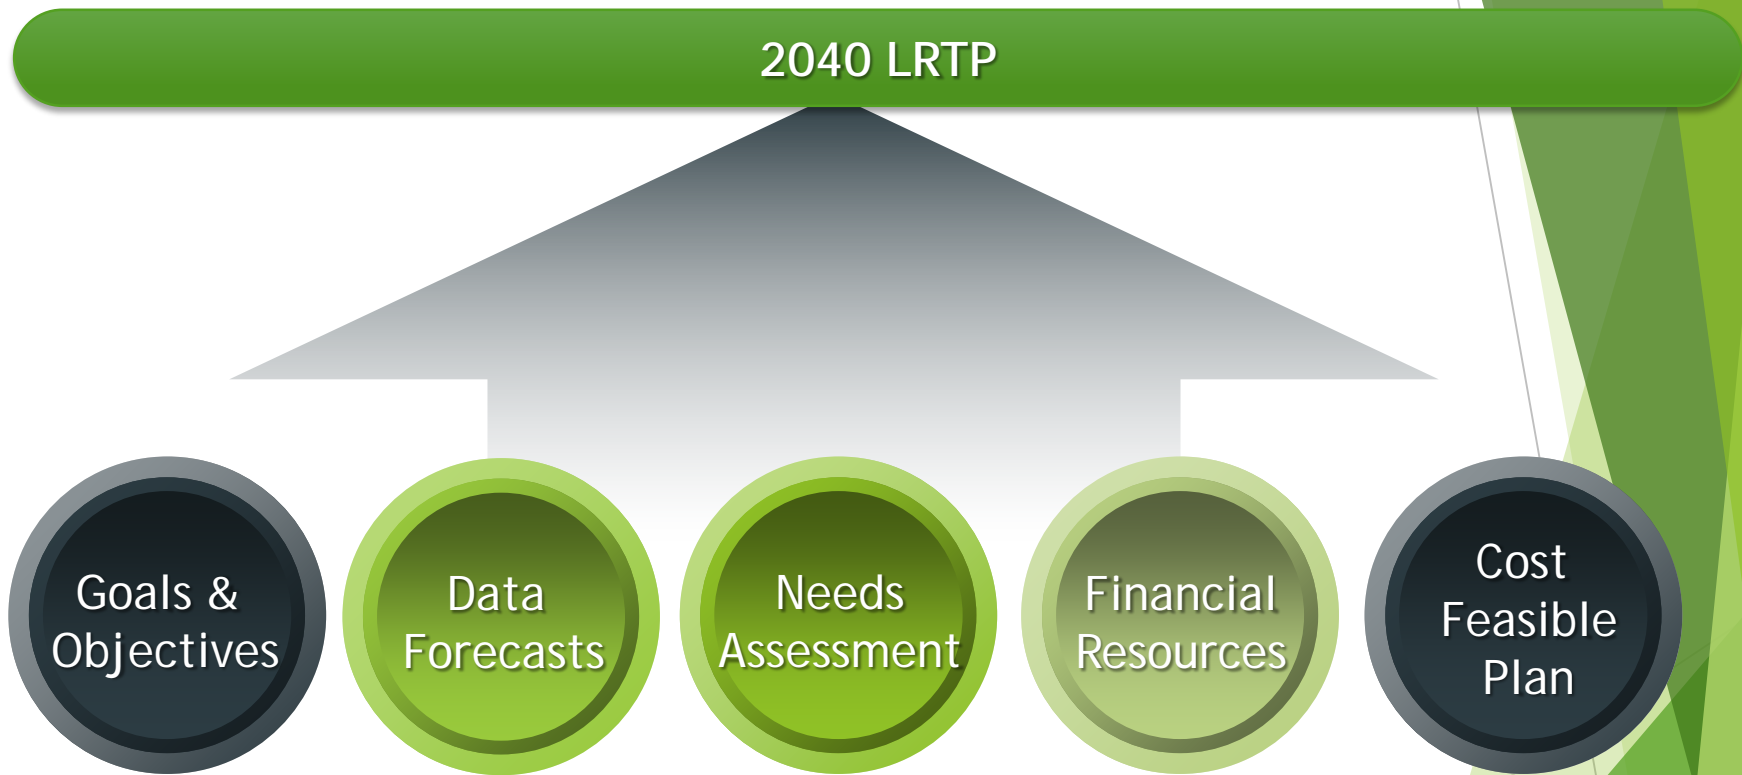 2040 LRTP
Goals &
Objectives
Data
Forecasts
Needs
Assessment
Financial
Resources
Cost
Feasible
Plan